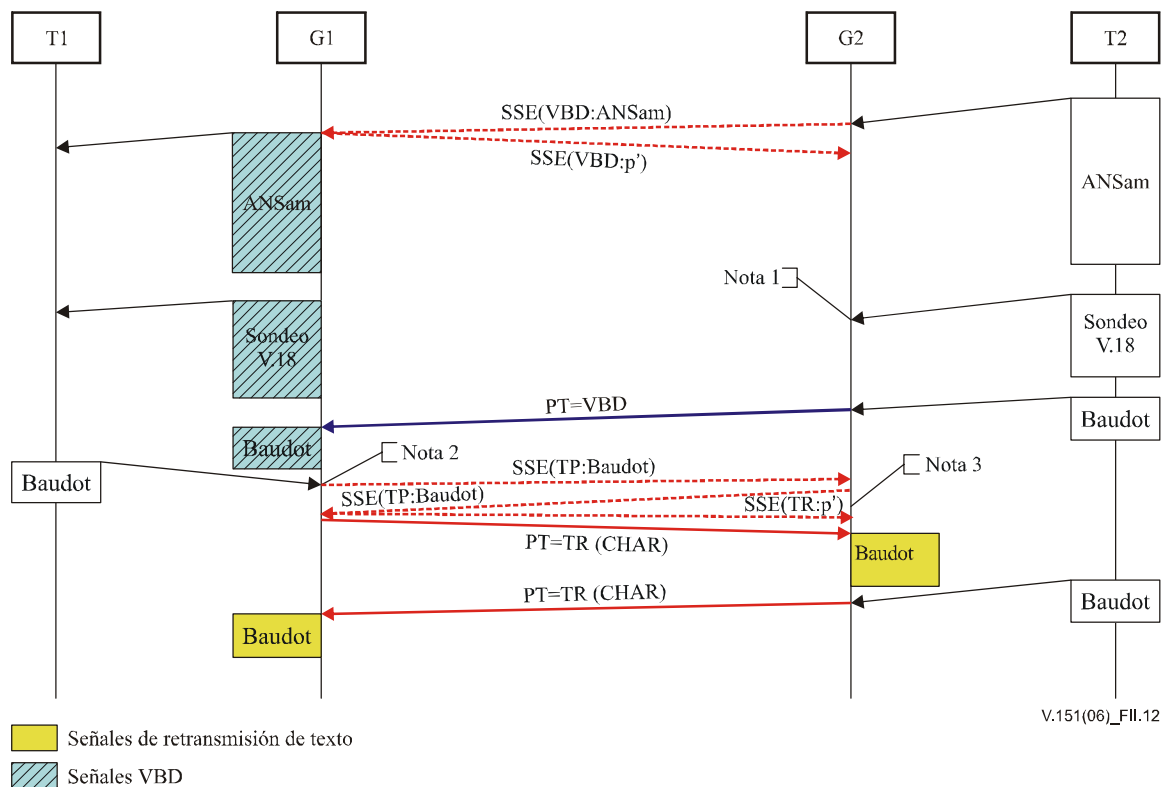 T1
G1
G2
T2
SSE(VBD:ANSam)
SSE(VBD:p')
ANSam
ANSam
Nota 1
Sondeo
V.18
Sondeo
V.18
PT=VBD
Baudot
Baudot
Nota 2
Baudot
SSE(TP:Baudot)
Nota 3
SSE(TP:Baudot)
SSE(TR:p')
PT=TR (CHAR)
Baudot
PT=TR (CHAR)
Baudot
Baudot
V.151(06)_FII.12
Señales de retransmisión de texto
Señales VBD